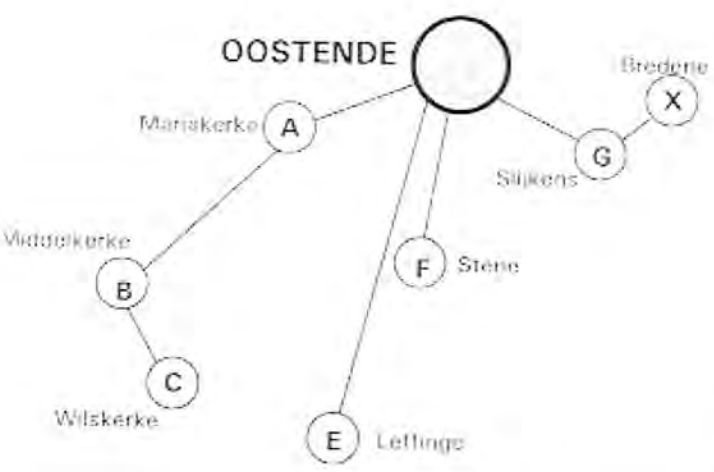 OOSTENDE
Bredene
X
Mariakerke
A
G
Slijkens
Middelkerke
B
F
Stene
C
Wilskerke
E
Leffinge